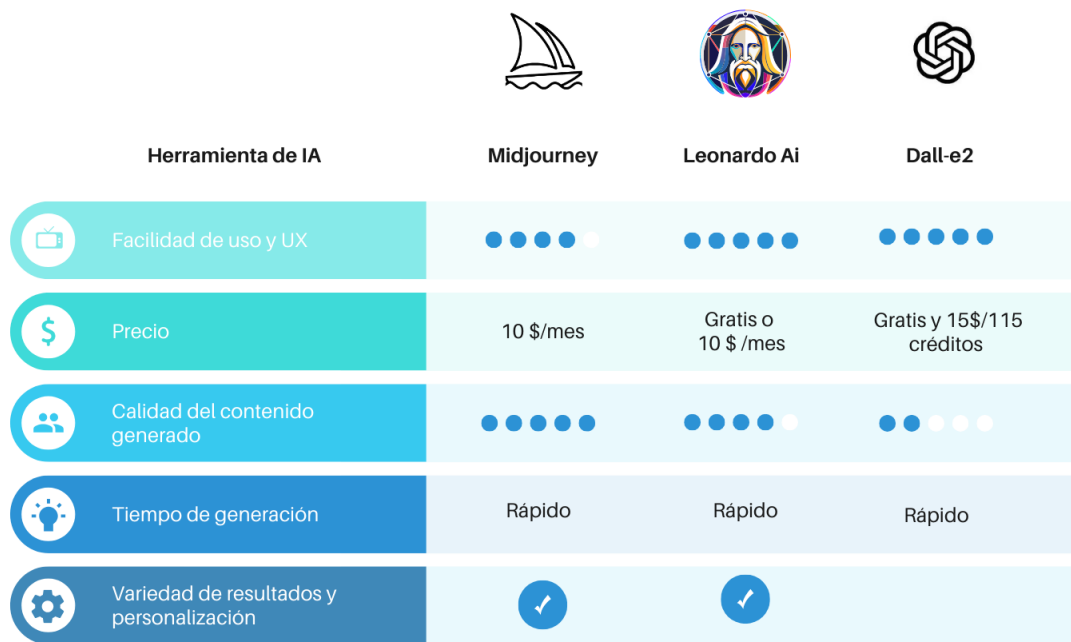 Herramienta de IA Midjourney Leonardo Ai Dall-e2
Facilidad de uso y UX
Precio 10 $/mes Gratis o 10 $ /mes Gratis y 15$/115 créditos
Calidad del contenido
generado
Tiempo de generación Rápido Rápido Rápido
Variedad de resultados y
personalización